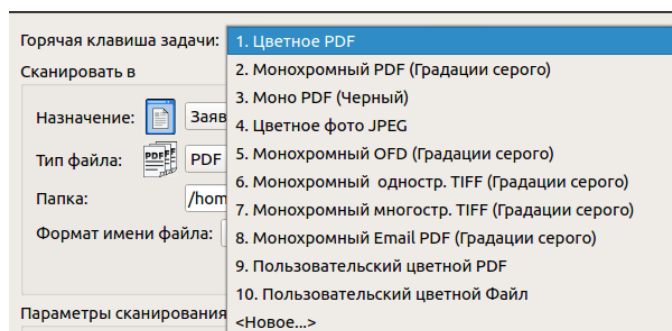 Горячая клавиша задачи: 1. Цветное PDF
2. Монохромный PDF (Градации серого)
Сканировать в
3. Моно PDF (Черный)
Назначение: Заяв
4. Цветное фото JPEG
Тип файла: PDF
5. Монохромный OFD (Градации серого)
6. Монохромный одностр. TIFF (Градации серого)
Папка: /hom
7. Монохромный многостр. TIFF (Градации серого)
Формат имени файла:
8. Монохромный Email PDF (Градации серого)
9. Пользовательский цветной PDF
10. Пользовательский цветной Файл
Параметры сканирования
<Новое...>